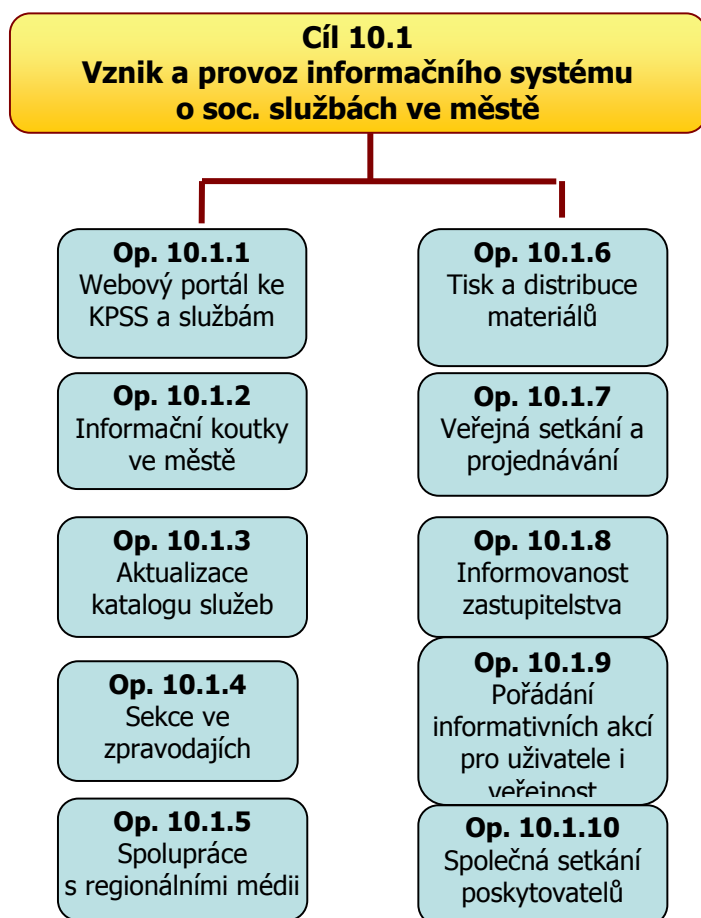 Cíl 10.1
Vznik a provoz informačního systému
o soc. službách ve městě
Op. 10.1.1
Webový portál ke
KPSS a službám
Op. 10.1.2
Informační koutky
ve městě
Op. 10.1.3
Aktualizace
katalogu služeb
Op. 10.1.4
Sekce ve
zpravodajích
Op. 10.1.5
Spolupráce
s regionálními médii
Op. 10.1.6
Tisk a distribuce
materiálů
Op. 10.1.7
Veřejná setkání a
projednávání
Op. 10.1.8
Informovanost
zastupitelstva
Op. 10.1.9
Pořádání
informativních akcí
pro uživatele i
veřejnost
Op. 10.1.10
Společná setkání
poskytovatelů